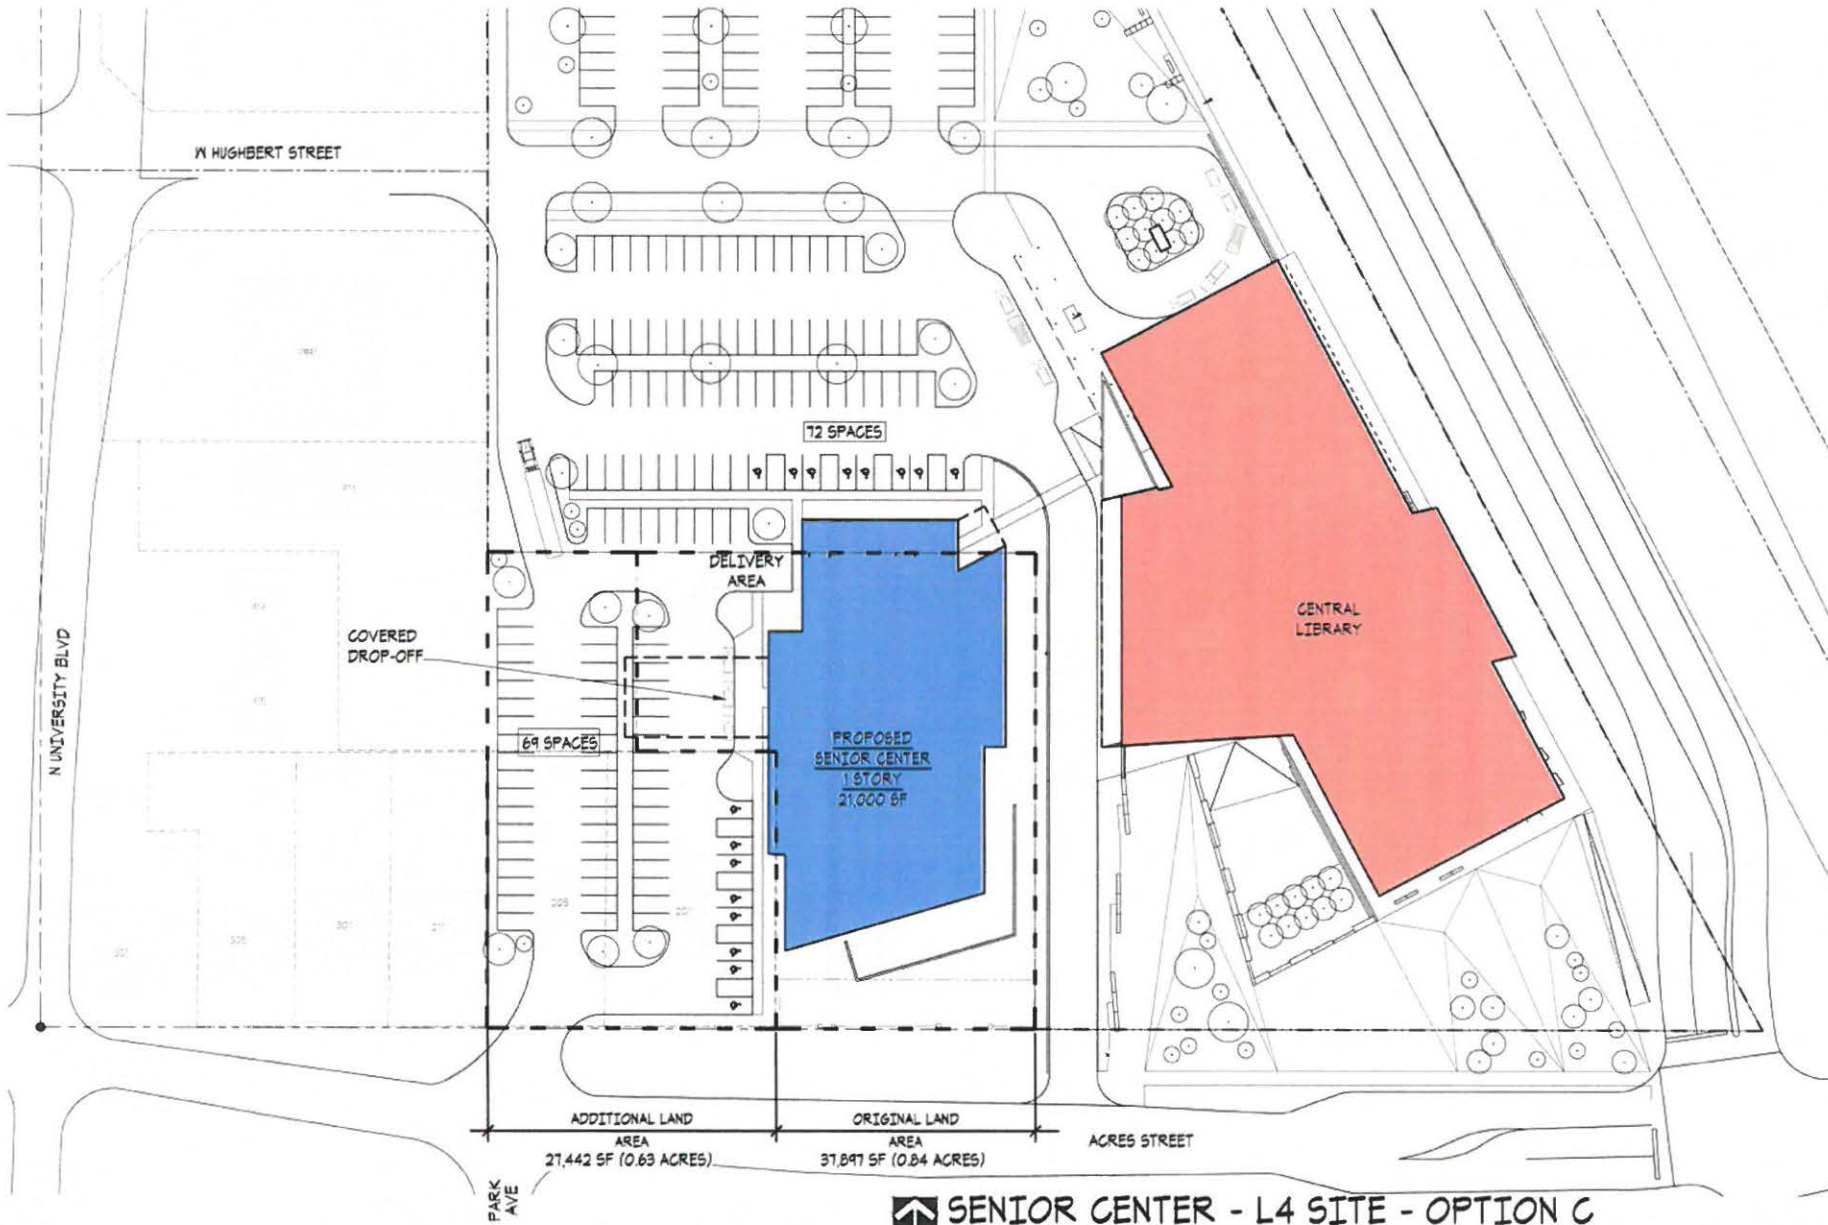 W HUGHBERT STREET
72 SPACES
DELIVERY
AREA
COVERED
DROP-OFF
N UNIVERSITY BLVD
69 SPACES
PROPOSED
SENIOR CENTER
1 STORY
21,000 SF
CENTRAL
LIBRARY
ADDITIONAL LAND
AREA
27,442 SF (0.63 ACRES)
ORIGINAL LAND
AREA
37,897 SF (0.84 ACRES)
ACRES STREET
PARK
AVE
SENIOR CENTER - L4 SITE - OPTION C